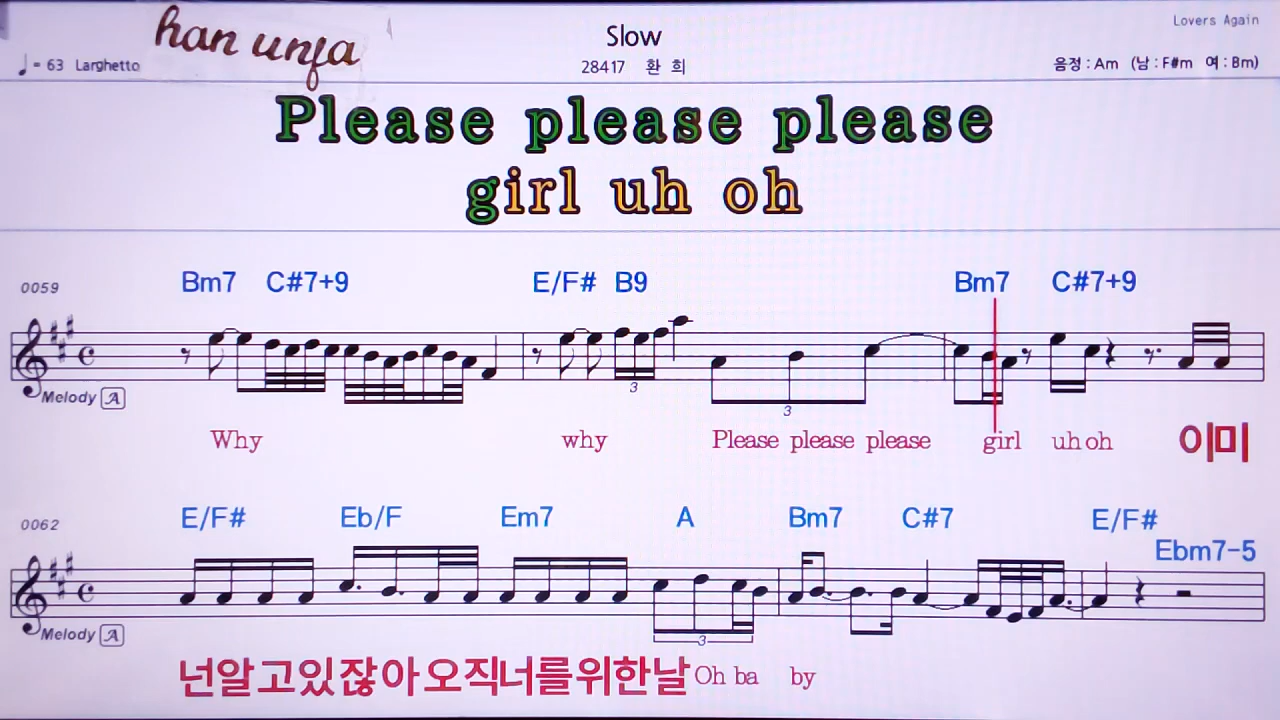 han unja
Slow
Lovers Again
♩= 63 Larghetto
28417 환 희
음정 : Am (남 : F#m 여 : Bm)
Please please please
girl uh oh
0059
Bm7 C#7+9 E/F# B9 Bm7 C#7+9
3 3
Melody A
Why why Please please please girl uh oh 이미
0062
E/F# Eb/F Em7 A Bm7 C#7 E/F#
Ebm7-5
3
Melody A
넌알고있잖아오직너를위한날 Oh ba by